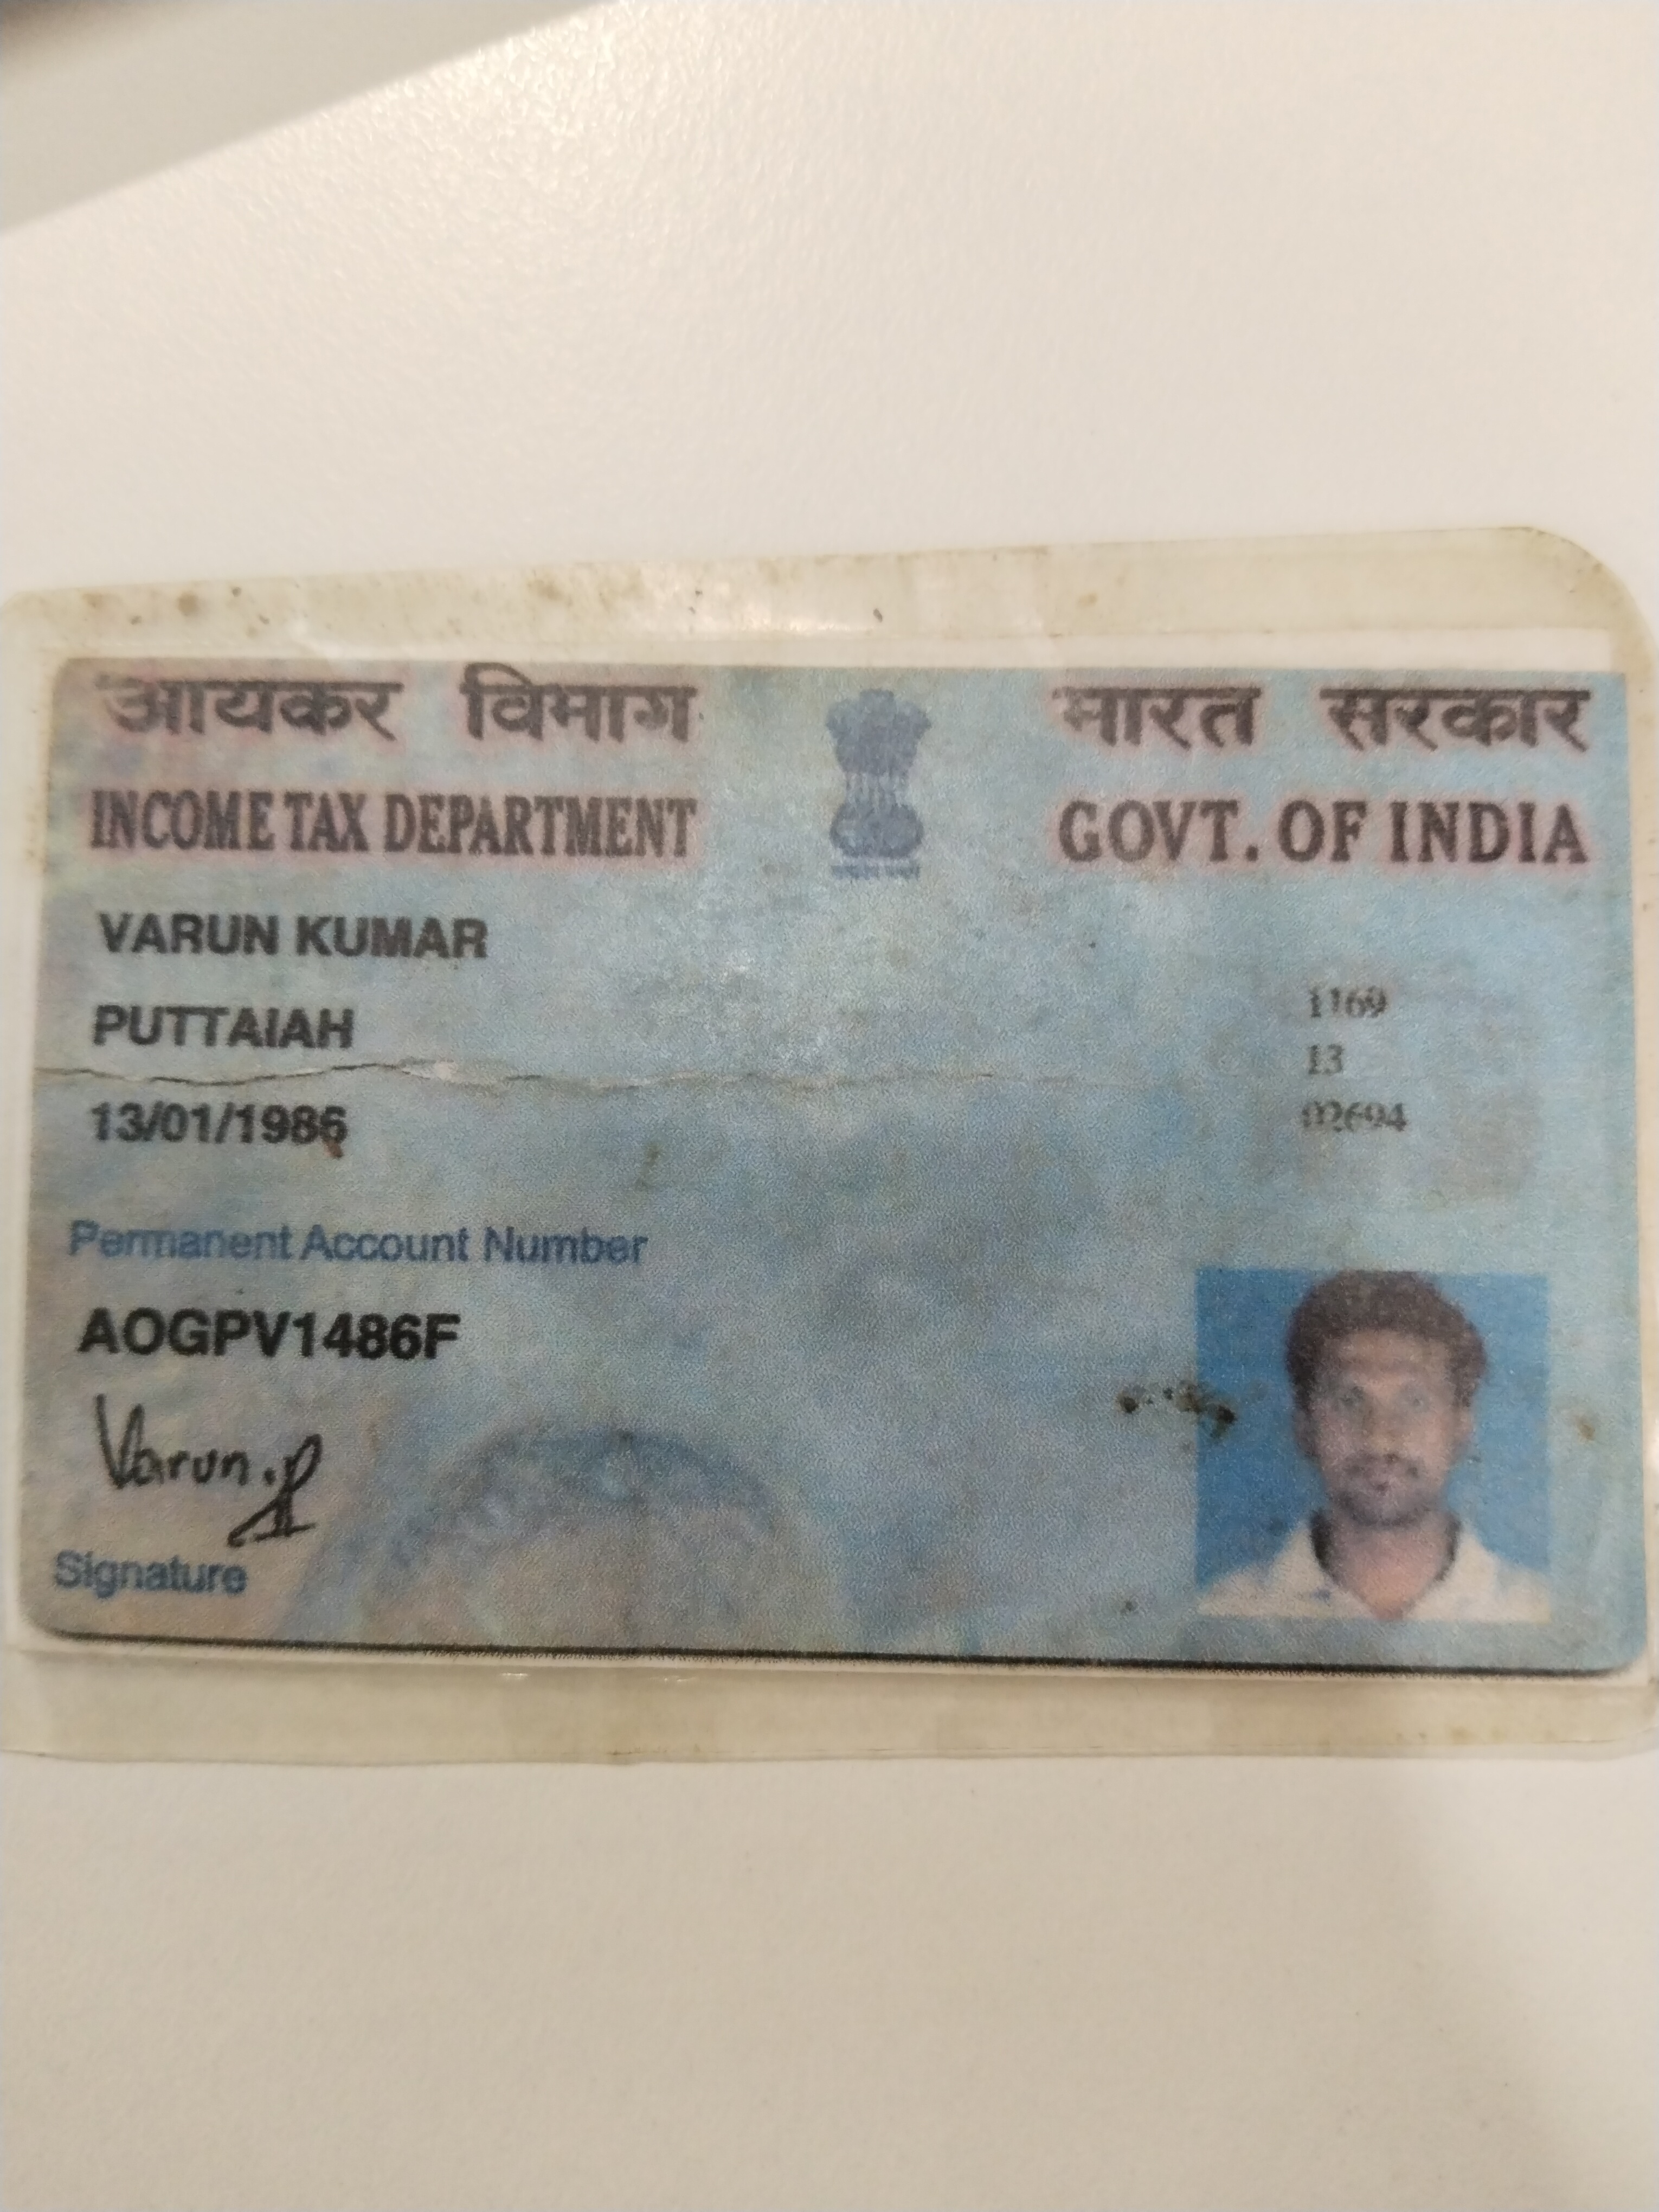 आयकर विभाग
भारत सरकार
INCOME TAX DEPARTMENT
GOVT. OF INDIA
VARUN KUMAR
PUTTAIAH
1169
13
02694
13/01/1986
Permanent Account Number
AOGPV1486F
Varun.P
Signature